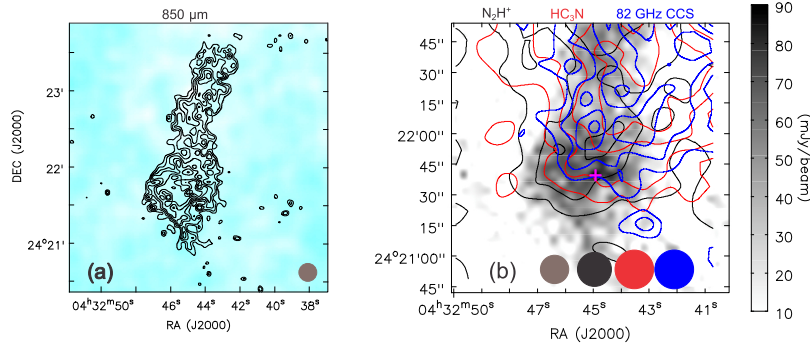 850 μm
DEC (J2000)
23'
22'
24°21'
(a)
04ʰ32ᵐ50ˢ 46ˢ 44ˢ 42ˢ 40ˢ 38ˢ
RA (J2000)
N₂H⁺ HC₃N 82 GHz CCS
45"
30"
15"
22'00"
45"
30"
15"
24°21'00"
45"
(b)
04ʰ32ᵐ50ˢ 47ˢ 45ˢ 43ˢ 41ˢ
RA (J2000)
90
80
70
60
50
40
30
20
10
(mJy/beam)